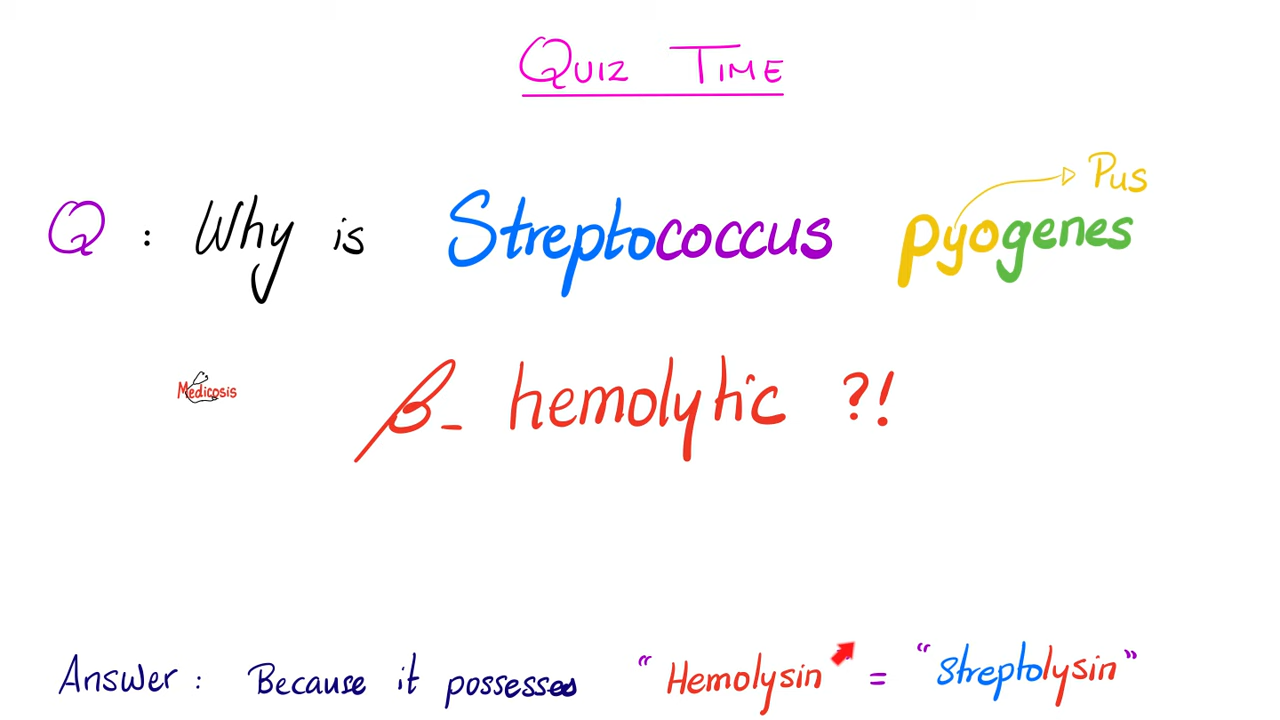 QUIZ TIME
Pus
Q : Why is Streptococcus pyogenes
Medicosis
β- hemolytic ?!
Answer : Because it possesses "Hemolysin" = "Streptolysin"